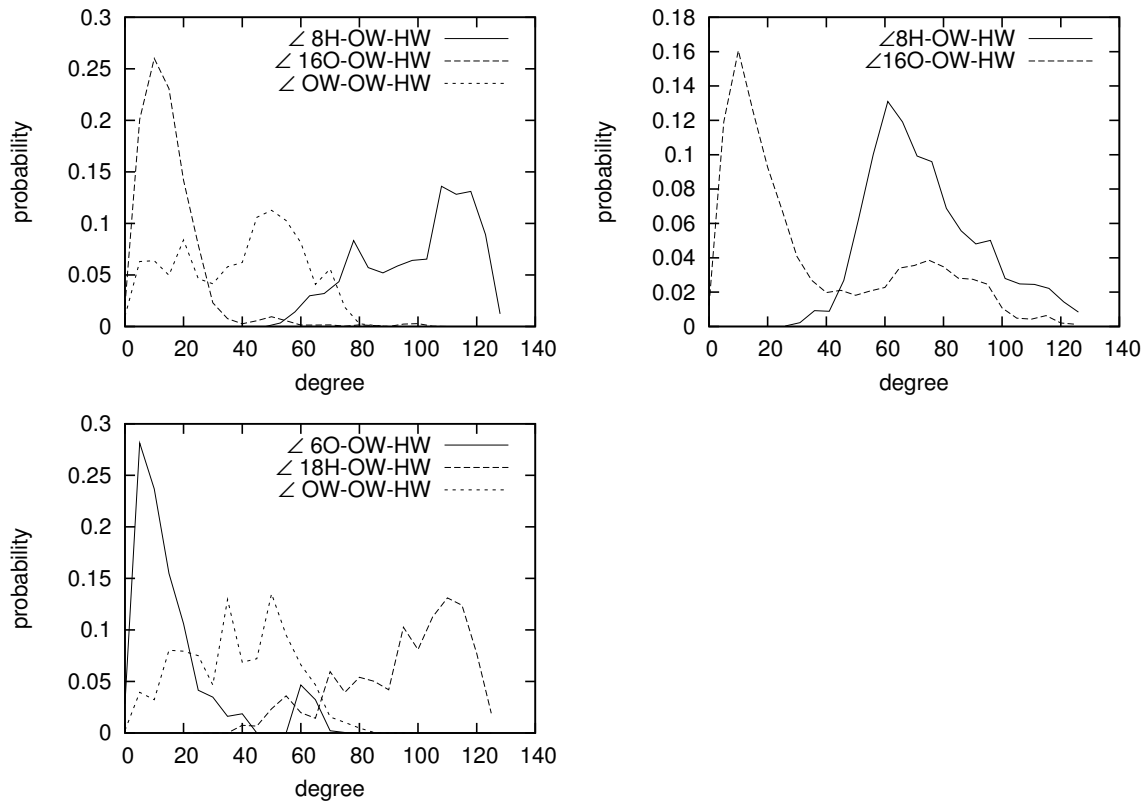 0.3
0.25
0.2
0.15
0.1
0.05
0
probability
∠ 8H-OW-HW
∠ 16O-OW-HW
∠ OW-OW-HW
0 20 40 60 80 100 120 140
degree
0.18
0.16
0.14
0.12
0.1
0.08
0.06
0.04
0.02
0
probability
∠8H-OW-HW
∠16O-OW-HW
0 20 40 60 80 100 120 140
degree
0.3
0.25
0.2
0.15
0.1
0.05
0
probability
∠ 6O-OW-HW
∠ 18H-OW-HW
∠ OW-OW-HW
0 20 40 60 80 100 120 140
degree